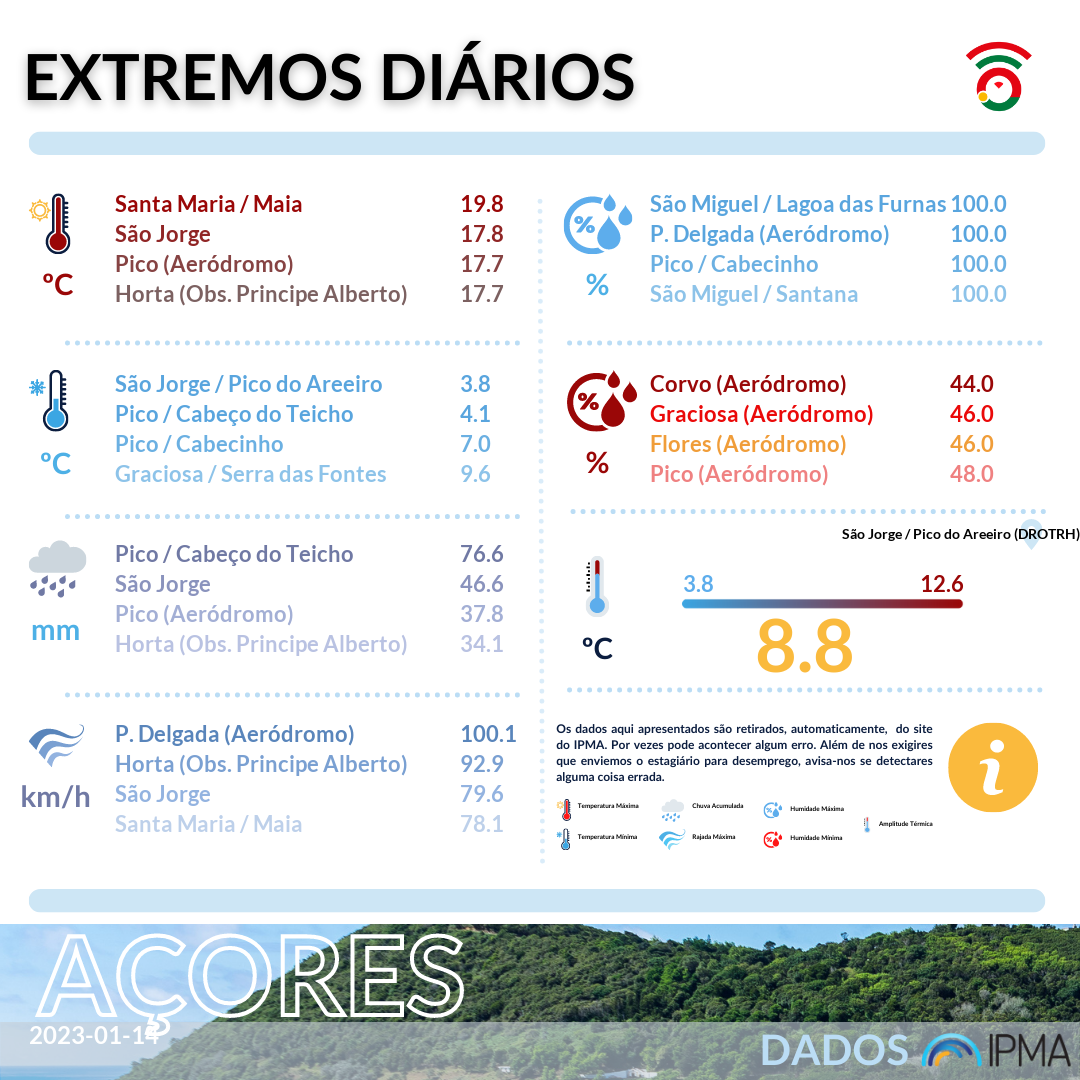 EXTREMOS DIÁRIOS
ºC
Santa Maria / Maia 19.8
São Jorge 17.8
Pico (Aeródromo) 17.7
Horta (Obs. Principe Alberto) 17.7
ºC
São Jorge / Pico do Areeiro 3.8
Pico / Cabeço do Teicho 4.1
Pico / Cabecinho 7.0
Graciosa / Serra das Fontes 9.6
mm
Pico / Cabeço do Teicho 76.6
São Jorge 46.6
Pico (Aeródromo) 37.8
Horta (Obs. Principe Alberto) 34.1
km/h
P. Delgada (Aeródromo) 100.1
Horta (Obs. Principe Alberto) 92.9
São Jorge 79.6
Santa Maria / Maia 78.1
%
%
São Miguel / Lagoa das Furnas 100.0
P. Delgada (Aeródromo) 100.0
Pico / Cabecinho 100.0
São Miguel / Santana 100.0
%
%
Corvo (Aeródromo) 44.0
Graciosa (Aeródromo) 46.0
Flores (Aeródromo) 46.0
Pico (Aeródromo) 48.0
São Jorge / Pico do Areeiro (DROTRH)
3.8 12.6
ºC
8.8
Os dados aqui apresentados são retirados, automaticamente, do site
do IPMA. Por vezes pode acontecer algum erro. Além de nos exigires
que enviemos o estagiário para desemprego, avisa-nos se detectares
alguma coisa errada.
i
Temperatura Máxima
Chuva Acumulada
Humidade Máxima
Amplitude Térmica
Temperatura Mínima
Rajada Máxima
Humidade Mínima
AÇORES
2023-01-14
DADOS IPMA